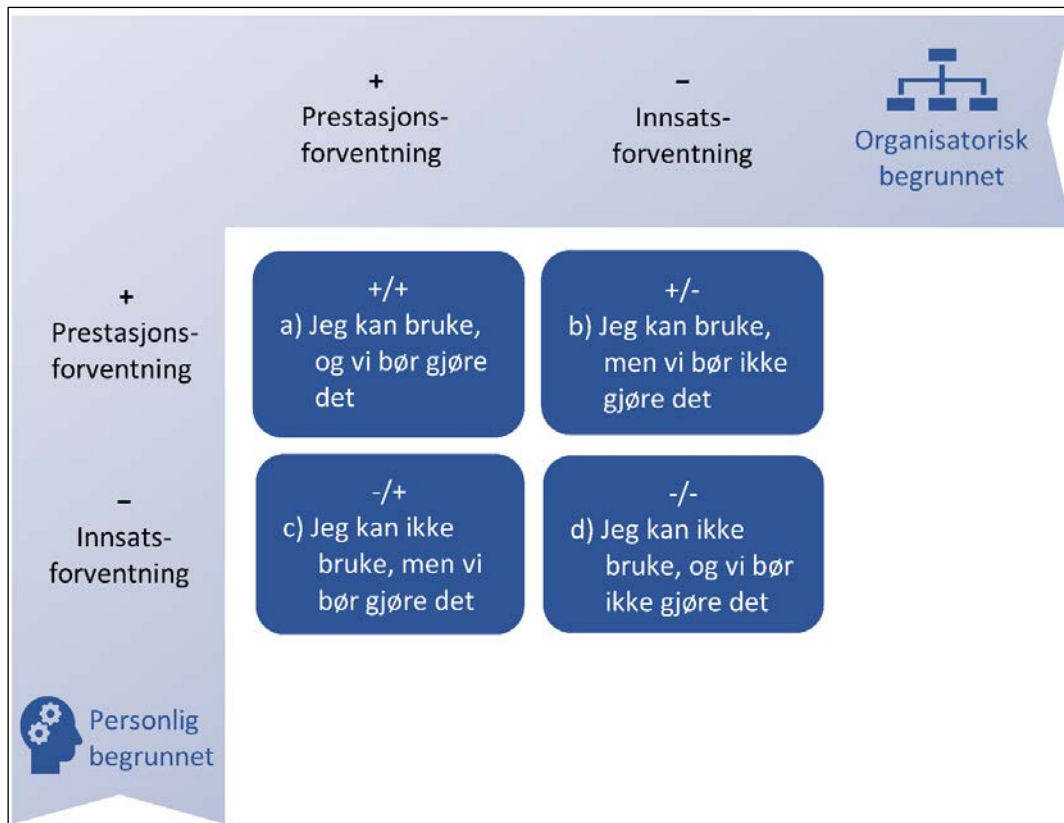 +
Prestasjons-
forventning
−
Innsats-
forventning
Organisatorisk
begrunnet
+
Prestasjons-
forventning
+/+
a) Jeg kan bruke,
og vi bør gjøre
det
+/-
b) Jeg kan bruke,
men vi bør ikke
gjøre det
−
Innsats-
forventning
-/+
c) Jeg kan ikke
bruke, men vi
bør gjøre det
-/-
d) Jeg kan ikke
bruke, og vi bør
ikke gjøre det
Personlig
begrunnet